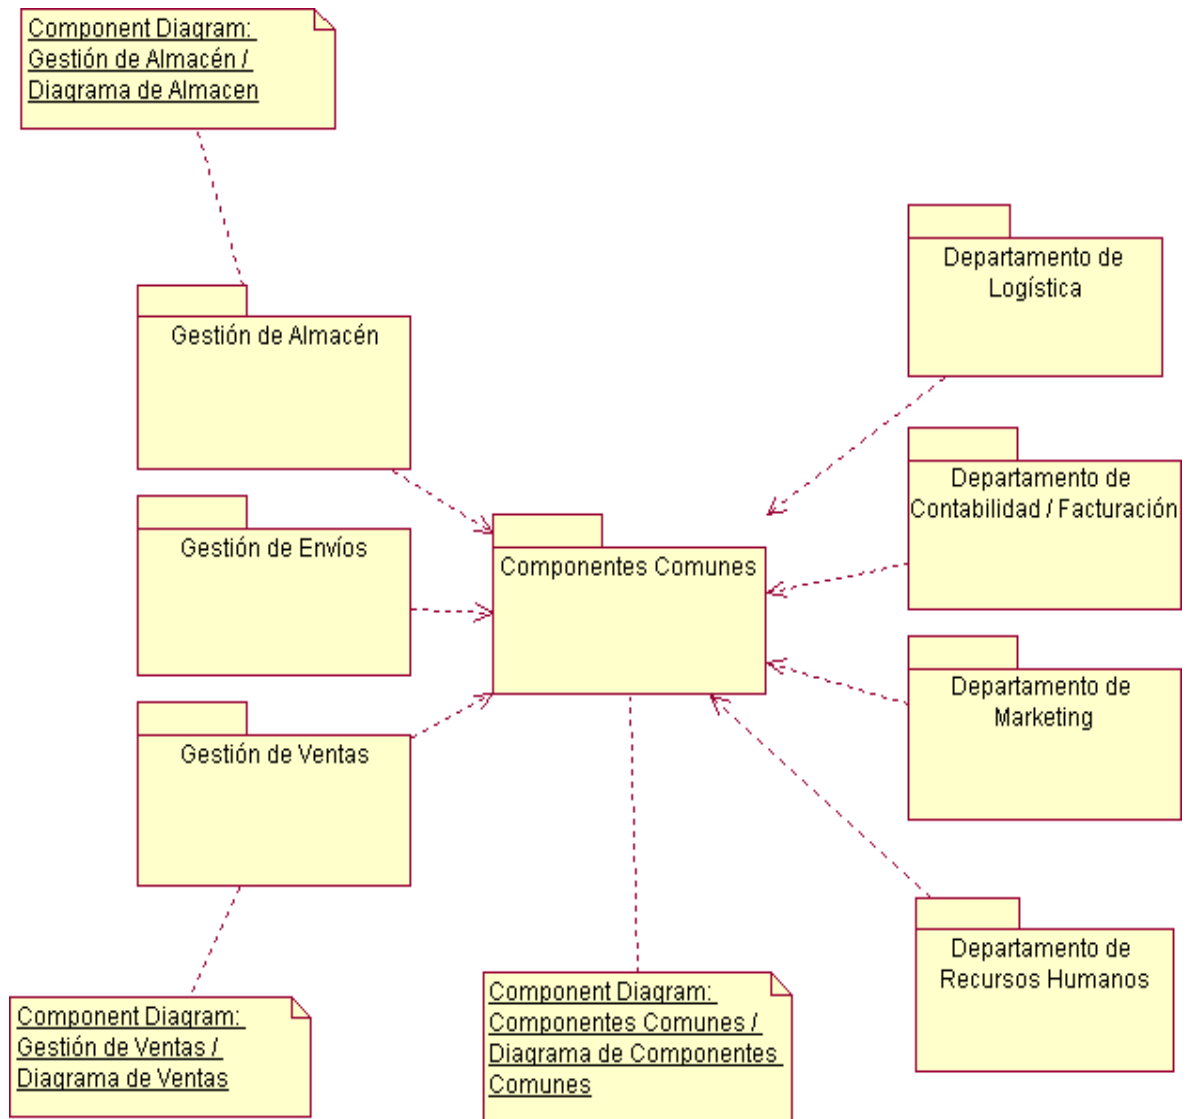 Component Diagram:
Gestión de Almacén /
Diagrama de Almacen
Departamento de
Logística
Gestión de Almacén
Departamento de
Contabilidad / Facturación
Gestión de Envíos
Componentes Comunes
Departamento de
Marketing
Gestión de Ventas
Departamento de
Recursos Humanos
Component Diagram:
Gestión de Ventas /
Diagrama de Ventas
Component Diagram:
Componentes Comunes /
Diagrama de Componentes
Comunes